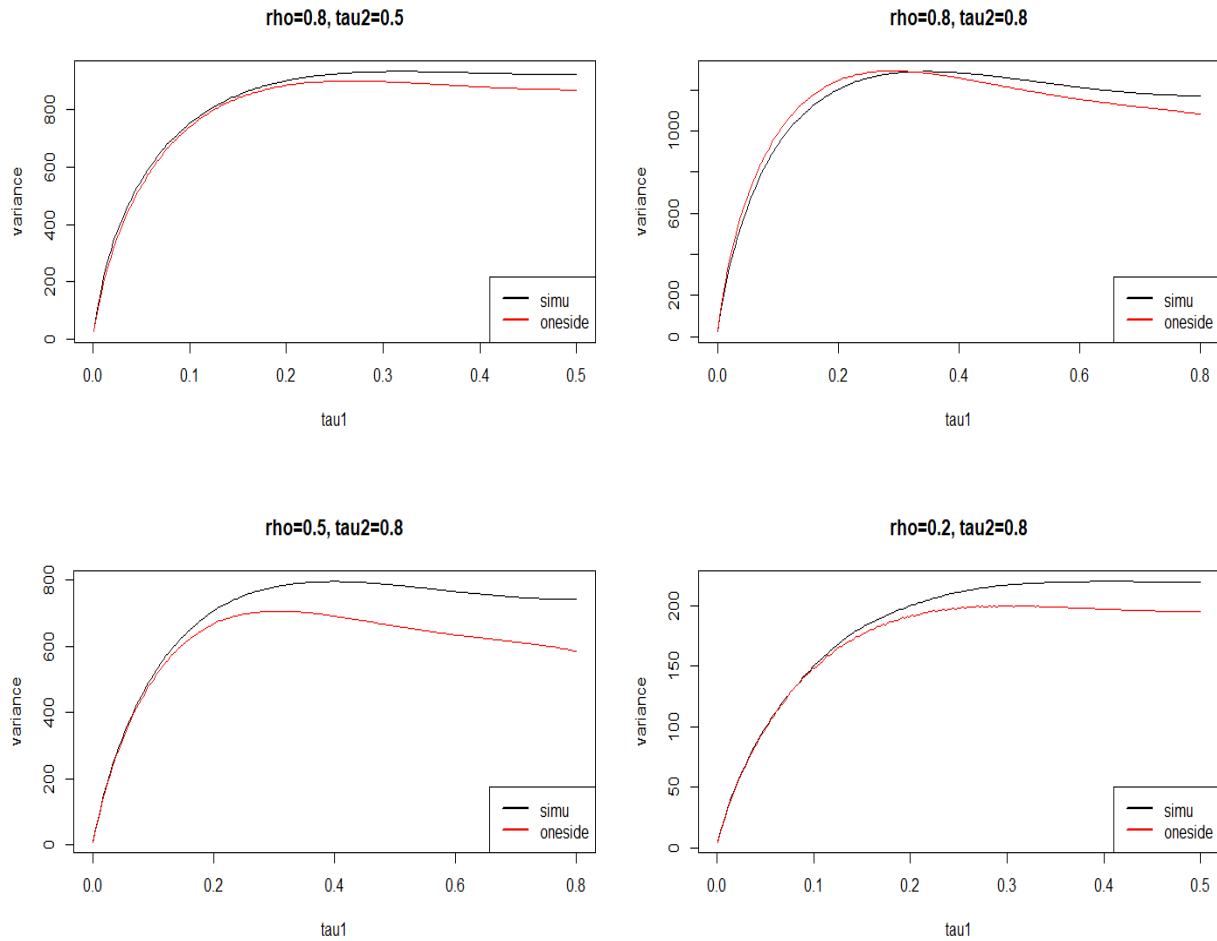 rho=0.8, tau2=0.5
variance
0
200
400
600
800
0.0 0.1 0.2 0.3 0.4 0.5
tau1
simu
oneside
rho=0.8, tau2=0.8
variance
0
200
600
1000
0.0 0.2 0.4 0.6 0.8
tau1
simu
oneside
rho=0.5, tau2=0.8
variance
0
200
400
600
800
0.0 0.2 0.4 0.6 0.8
tau1
simu
oneside
rho=0.2, tau2=0.8
variance
0
50
100
150
200
0.0 0.1 0.2 0.3 0.4 0.5
tau1
simu
oneside